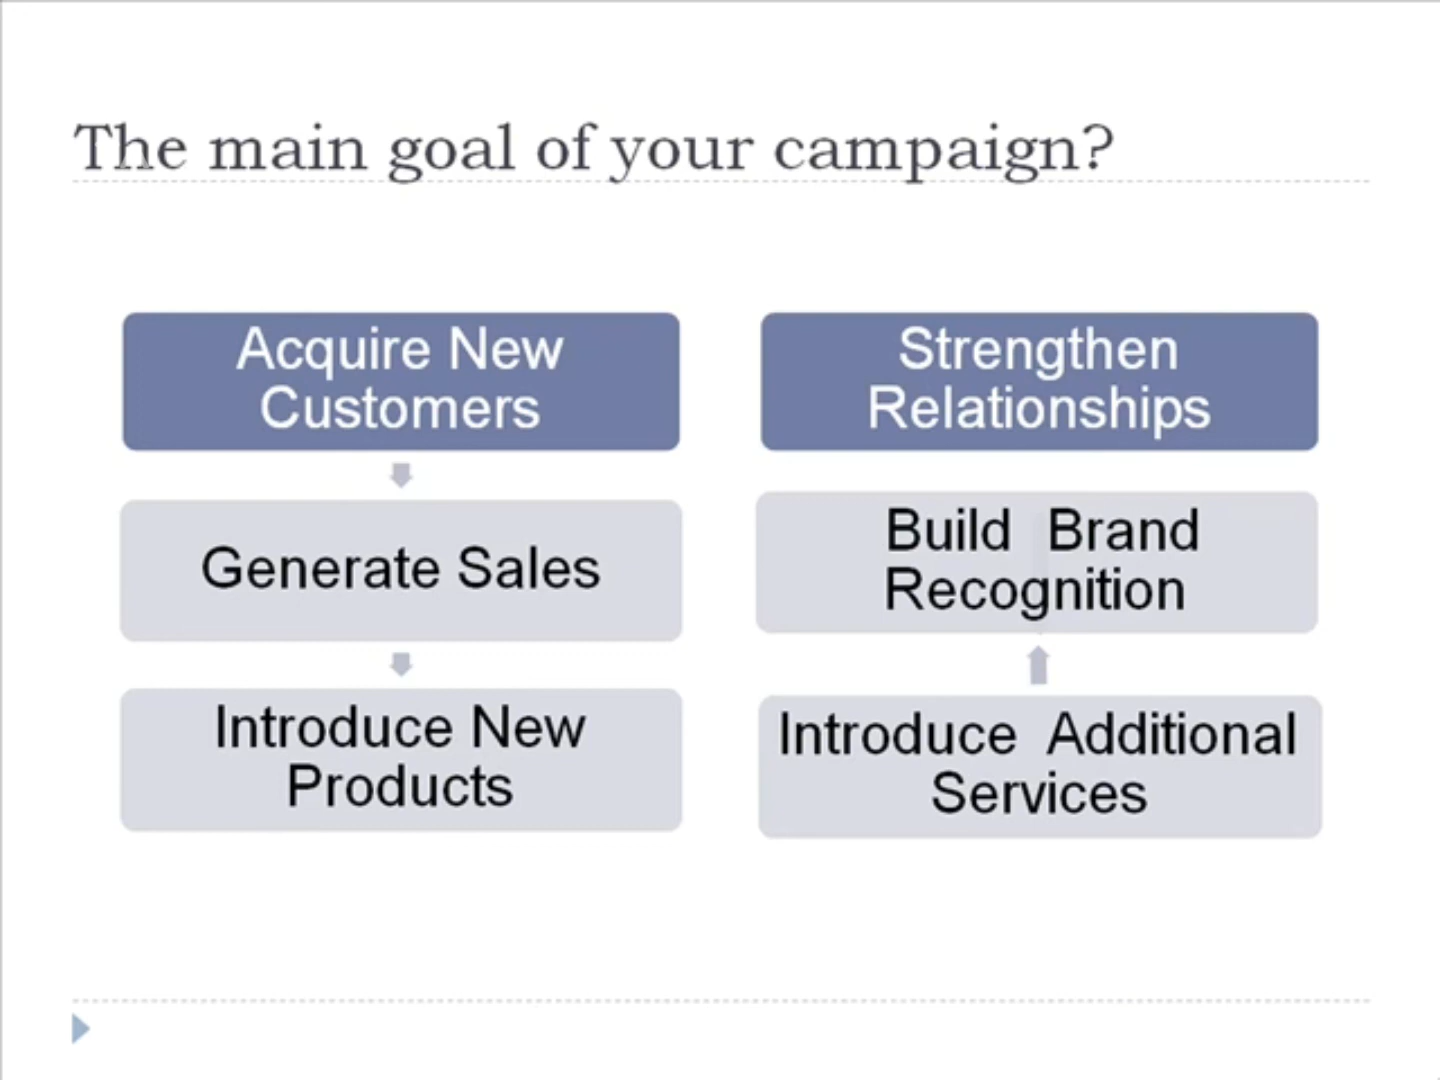 The main goal of your campaign?
Acquire New
Customers
Generate Sales
Introduce New
Products
Strengthen
Relationships
Build Brand
Recognition
Introduce Additional
Services